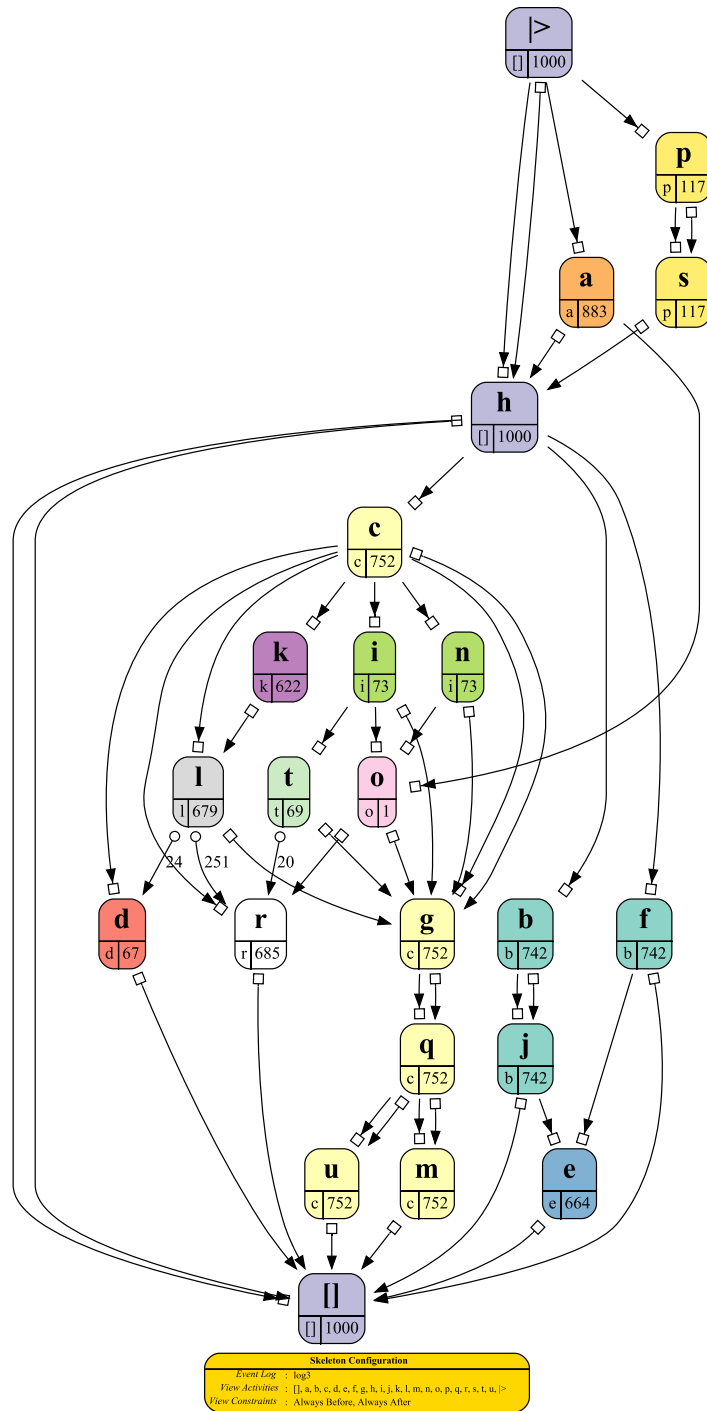 |>
[] 1000
p
p 117
a
a 883
s
p 117
h
[] 1000
c
c 752
k
k 622
i
i 73
n
i 73
l
l 679
t
t 69
o
o 1
24
251
20
d
d 67
r
r 685
g
c 752
b
b 742
f
b 742
q
c 752
j
b 742
u
c 752
m
c 752
e
e 664
[]
[] 1000
Skeleton Configuration
Event Log : log3
View Activities : [], a, b, c, d, e, f, g, h, i, j, k, l, m, n, o, p, q, r, s, t, u, |>
View Constraints : Always Before, Always After